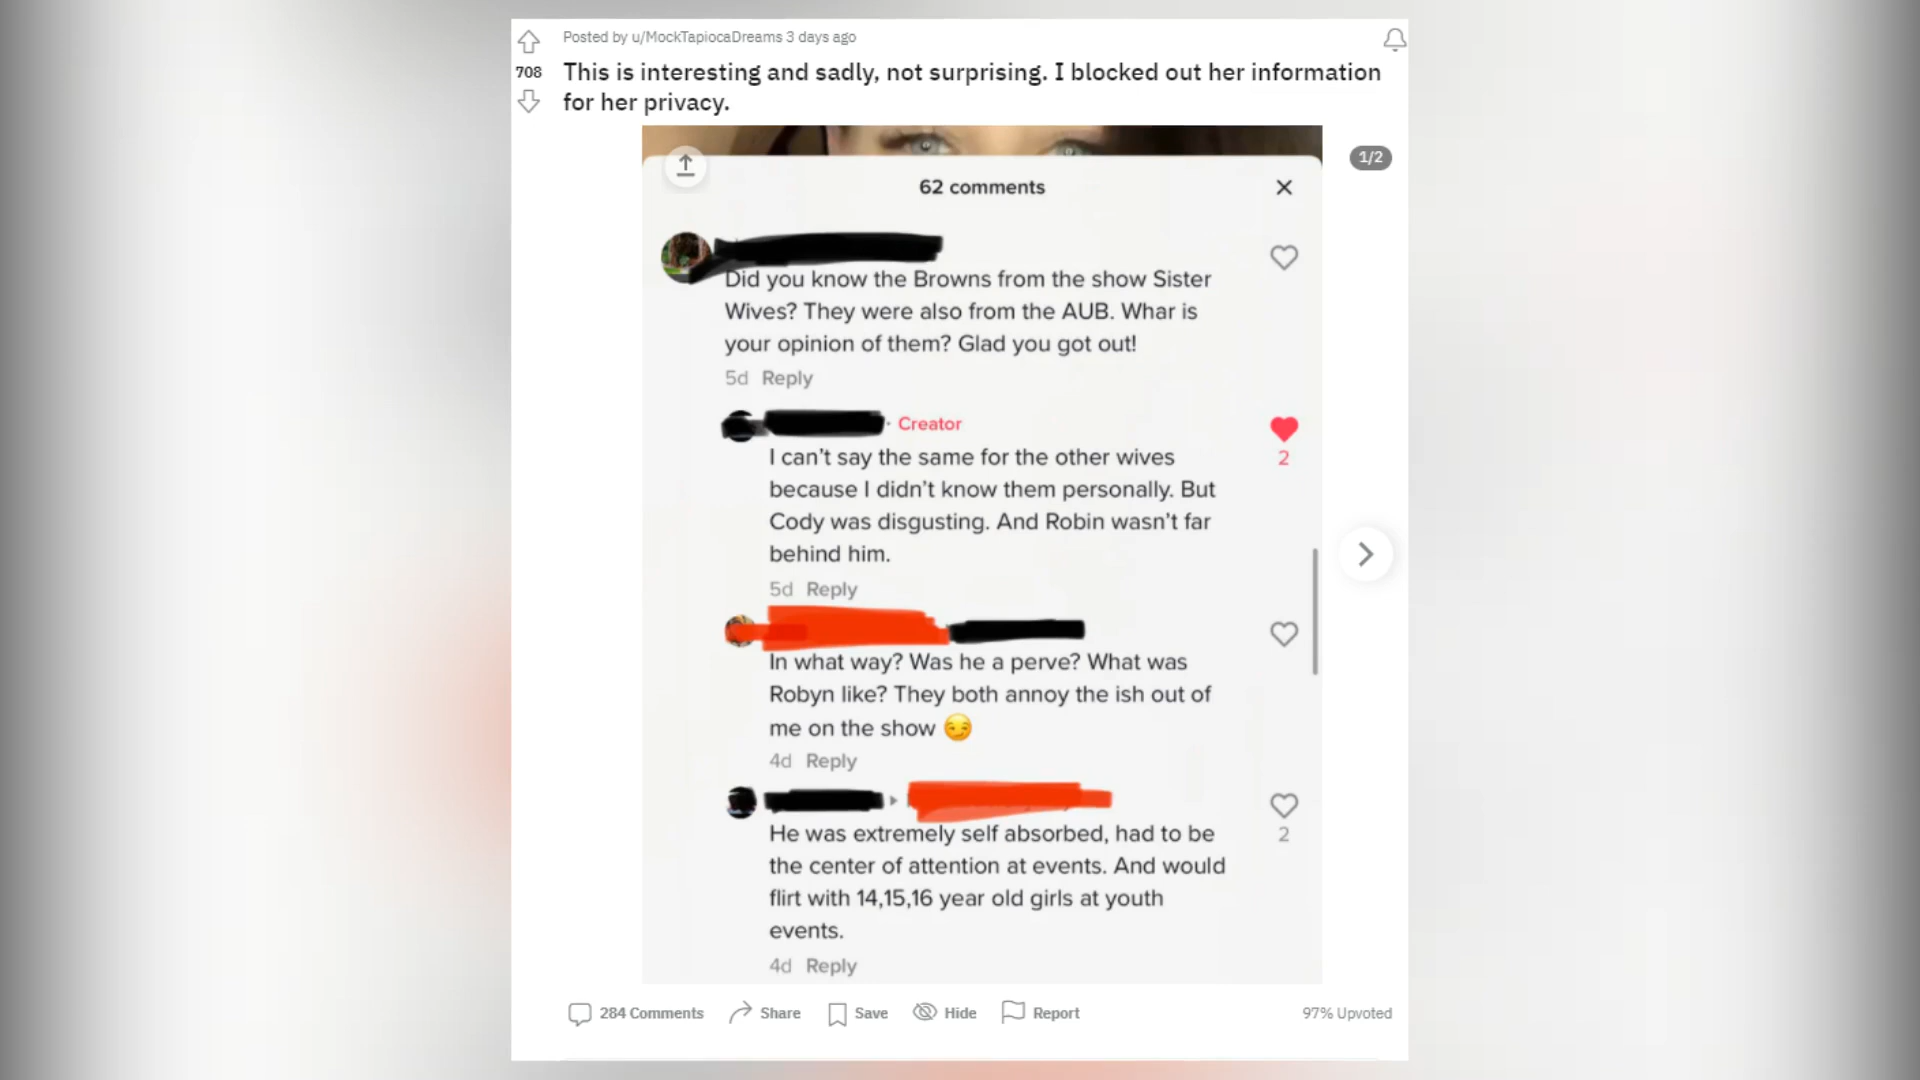 Posted by u/MockTapiocaDreams 3 days ago
708
This is interesting and sadly, not surprising. I blocked out her information
for her privacy.
1/2
62 comments
Did you know the Browns from the show Sister
Wives? They were also from the AUB. Whar is
your opinion of them? Glad you got out!
5d Reply
· Creator
I can't say the same for the other wives
because I didn't know them personally. But
Cody was disgusting. And Robin wasn't far
behind him.
2
5d Reply
In what way? Was he a perve? What was
Robyn like? They both annoy the ish out of
me on the show 😏
4d Reply
He was extremely self absorbed, had to be
the center of attention at events. And would
flirt with 14,15,16 year old girls at youth
events.
2
4d Reply
284 Comments Share Save Hide Report 97% Upvoted